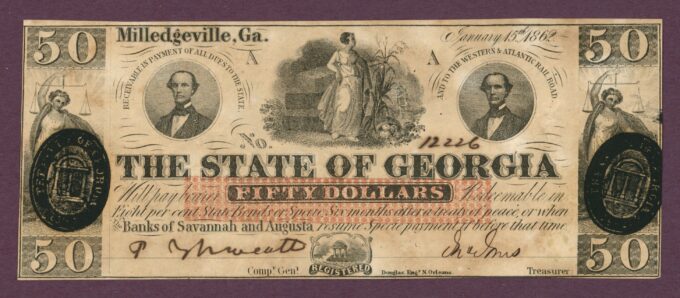 50 50
Milledgeville, Ga. January 15th 1862
A A
RECEIVABLE IN PAYMENT OF ALL DUES TO THE STATE
AND TO THE WESTERN & ATLANTIC RAIL ROAD
No. 12226
THE STATE OF GEORGIA
Will pay bearer FIFTY DOLLARS Redeemable in
Eight per cent. State Bonds or Specie Six months after a treaty of peace, or when
the Banks of Savannah and Augusta resume Specie payment if before that time.
Comp. Genl. REGISTERED Douglas, Engr. N. Orleans. Treasurer
50 50